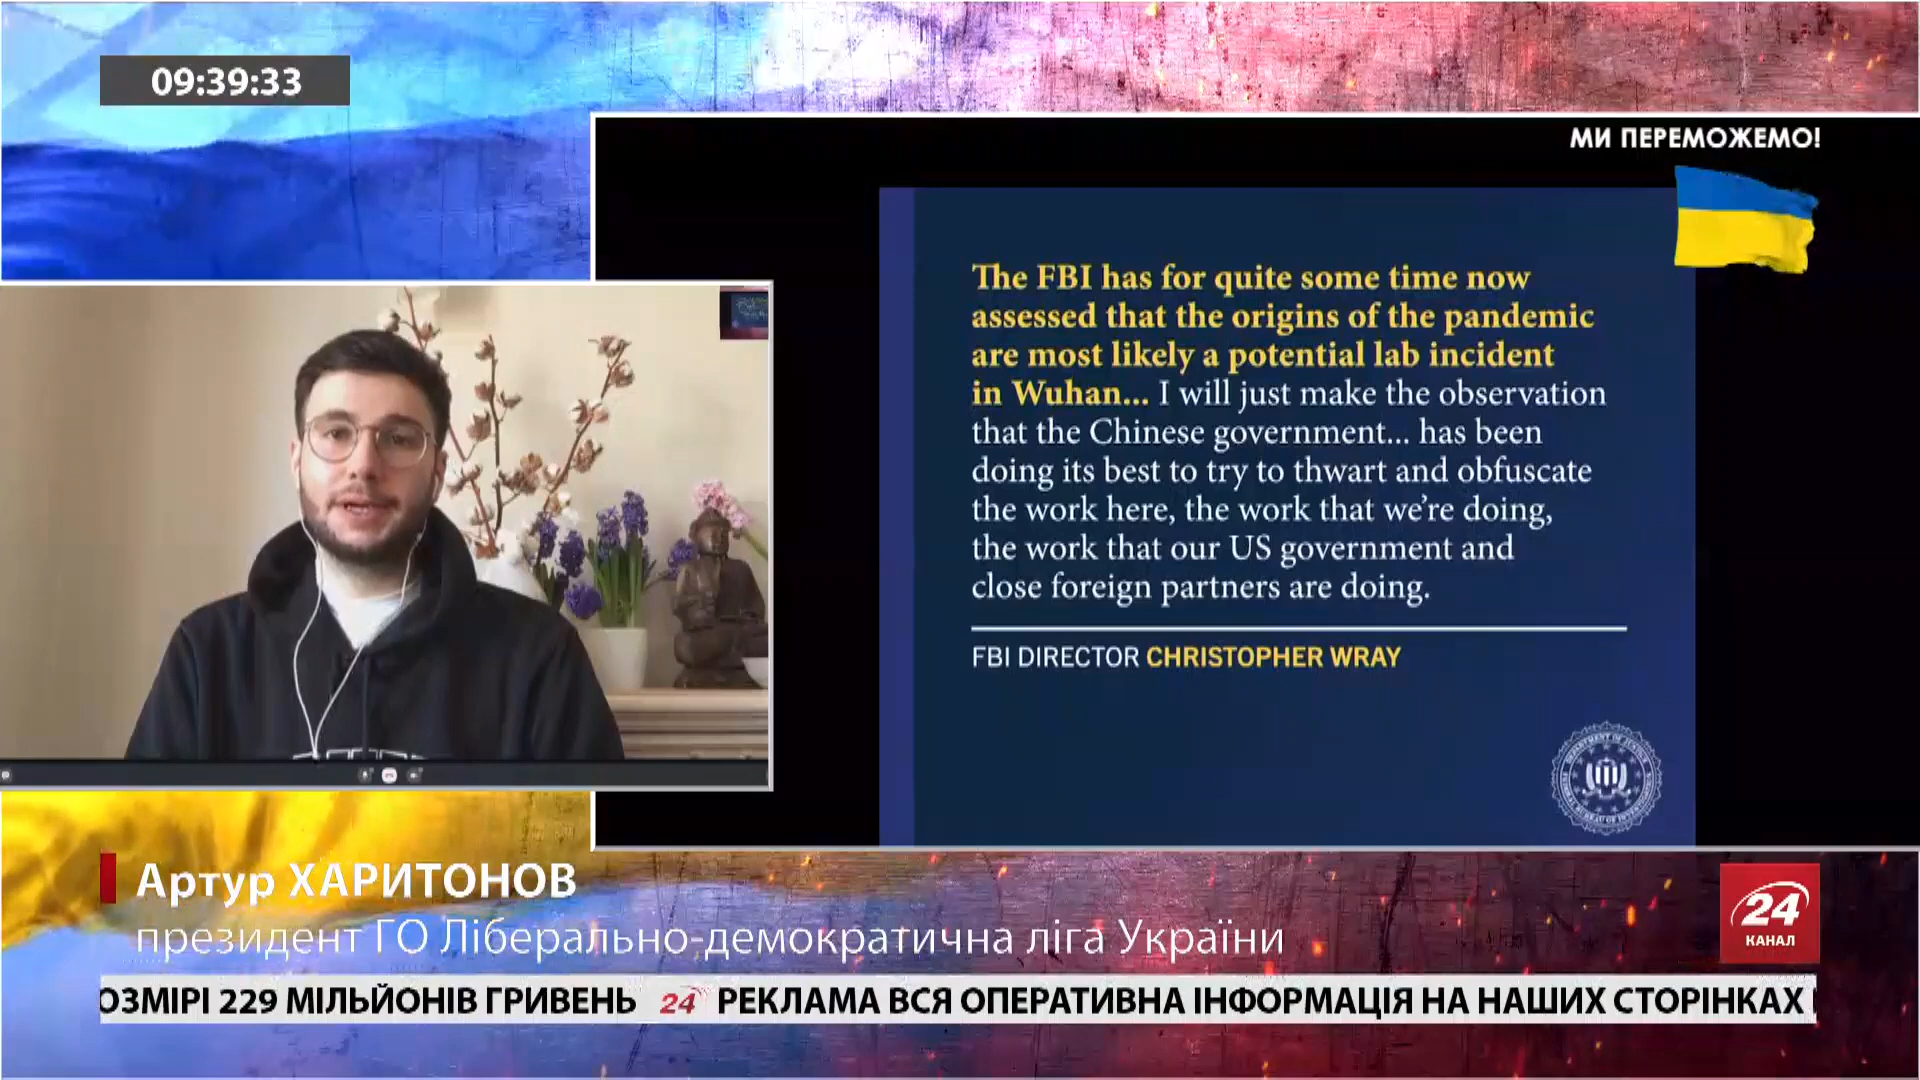 09:39:33
МИ ПЕРЕМОЖЕМО!
The FBI has for quite some time now
assessed that the origins of the pandemic
are most likely a potential lab incident
in Wuhan... I will just make the observation
that the Chinese government... has been
doing its best to try to thwart and obfuscate
the work here, the work that we're doing,
the work that our US government and
close foreign partners are doing.
FBI DIRECTOR CHRISTOPHER WRAY
Артур ХАРИТОНОВ
президент ГО Ліберально-демократична ліга України
24
КАНАЛ
ОЗМІРІ 229 МІЛЬЙОНІВ ГРИВЕНЬ 24 РЕКЛАМА ВСЯ ОПЕРАТИВНА ІНФОРМАЦІЯ НА НАШИХ СТОРІНКАХ